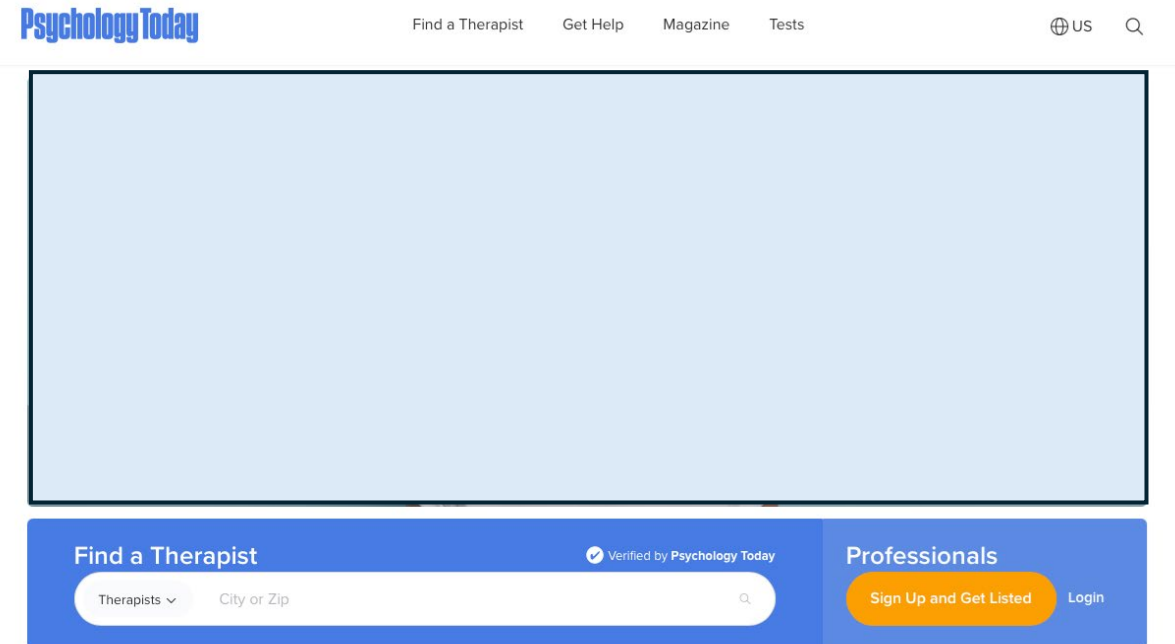 Psychology Today
Find a Therapist Get Help Magazine Tests
US
Find a Therapist
Verified by Psychology Today
Therapists
City or Zip
Professionals
Sign Up and Get Listed
Login